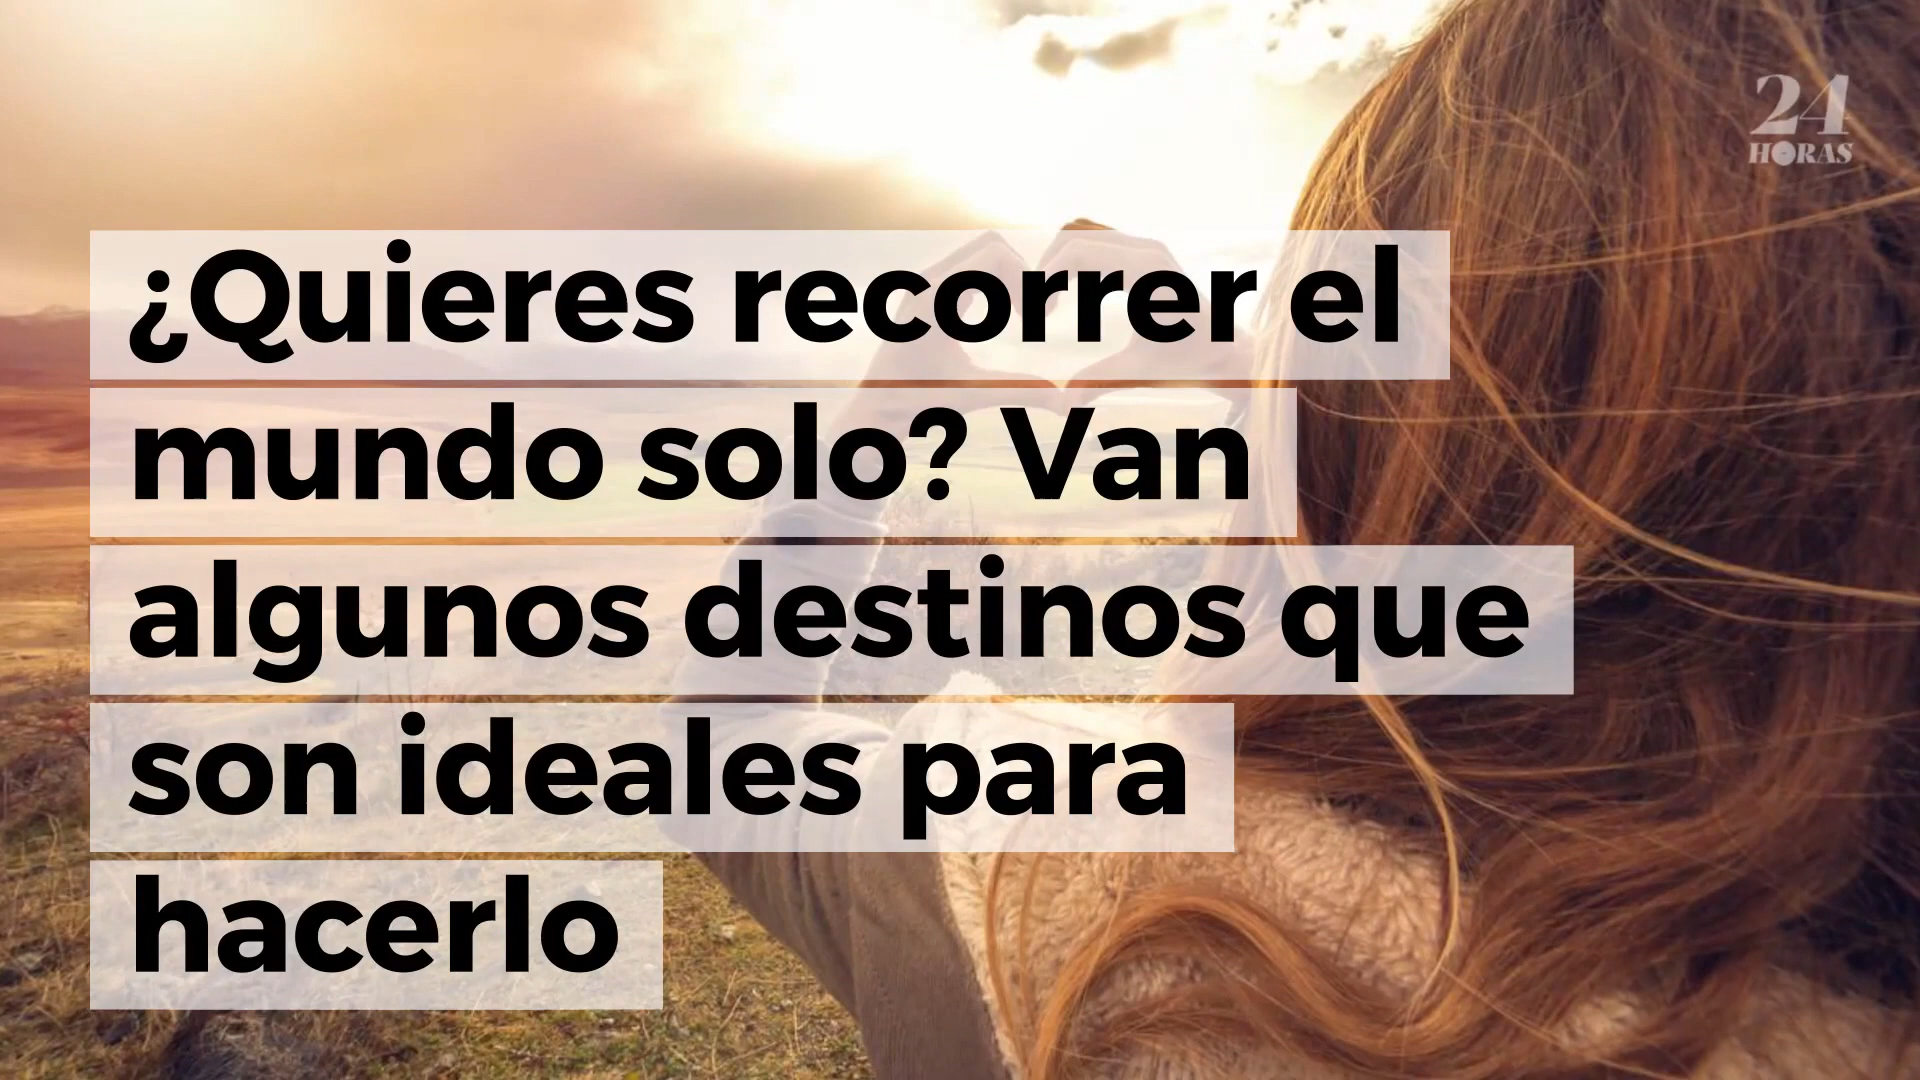 24
HORAS
¿Quieres recorrer el
mundo solo? Van
algunos destinos que
son ideales para
hacerlo